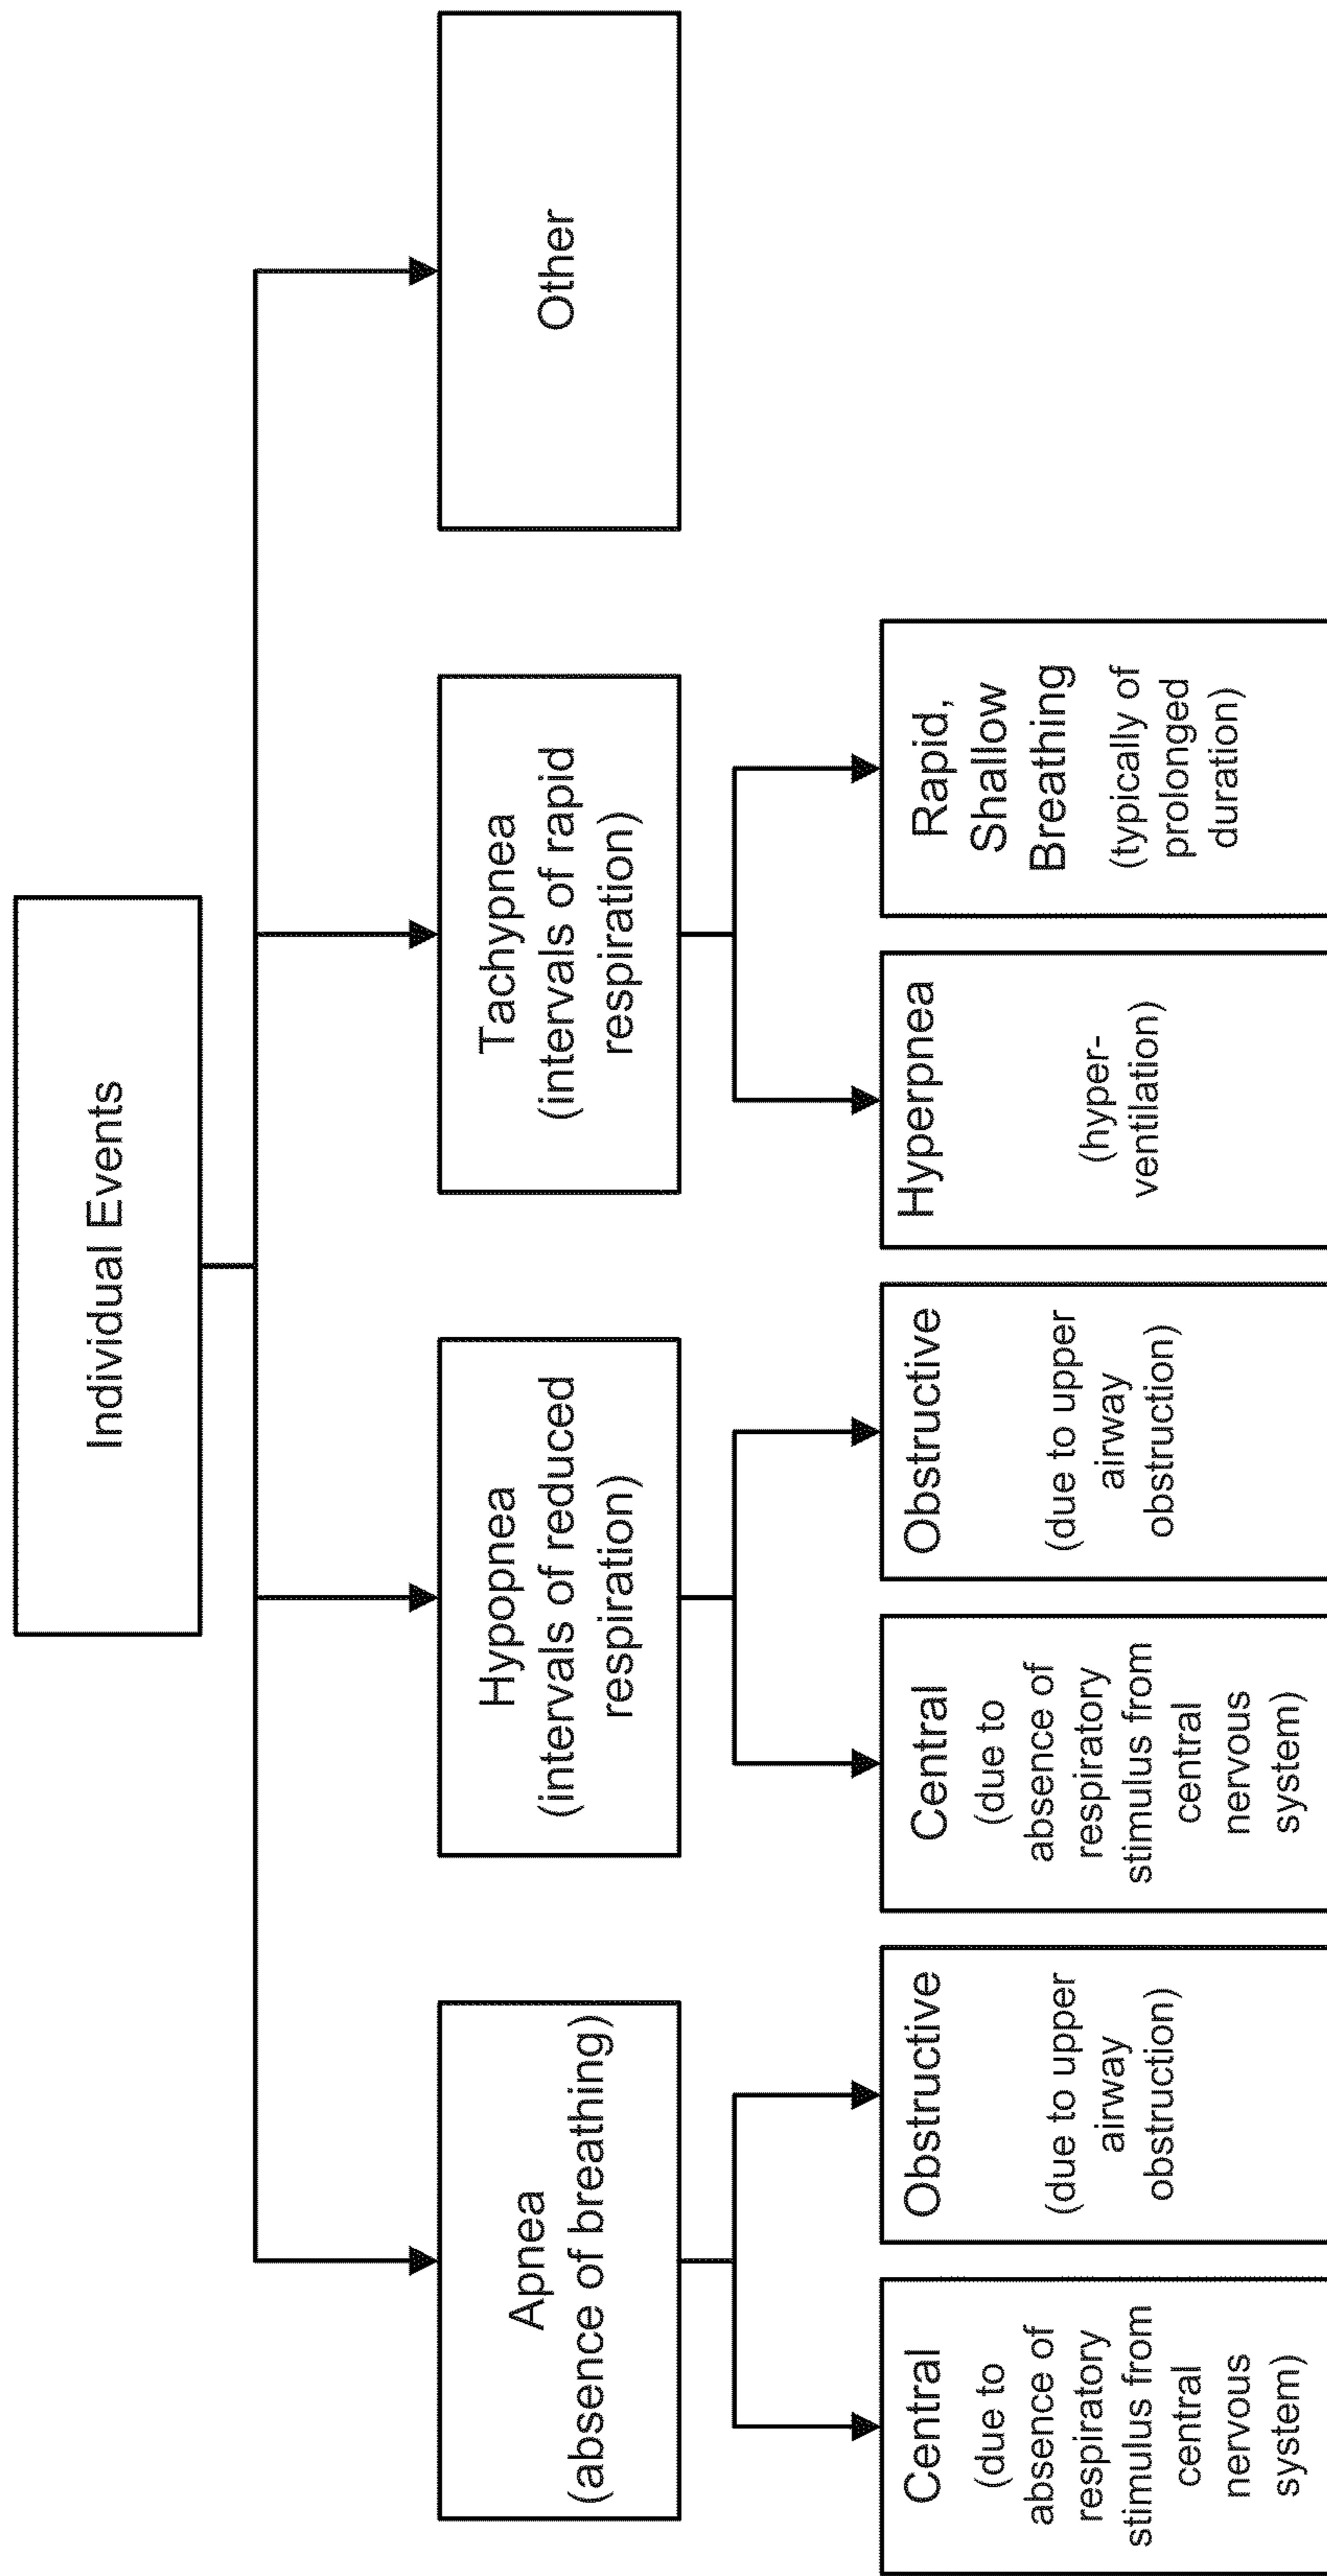 Individual Events
Apnea
(absence of breathing)
Hypopnea
(intervals of reduced
respiration)
Tachypnea
(intervals of rapid
respiration)
Other
Central
(due to
absence of
respiratory
stimulus from
central
nervous
system)
Obstructive
(due to upper
airway
obstruction)
Central
(due to
absence of
respiratory
stimulus from
central
nervous
system)
Obstructive
(due to upper
airway
obstruction)
Hyperpnea
(hyper-
ventilation)
Rapid,
Shallow
Breathing
(typically of
prolonged
duration)